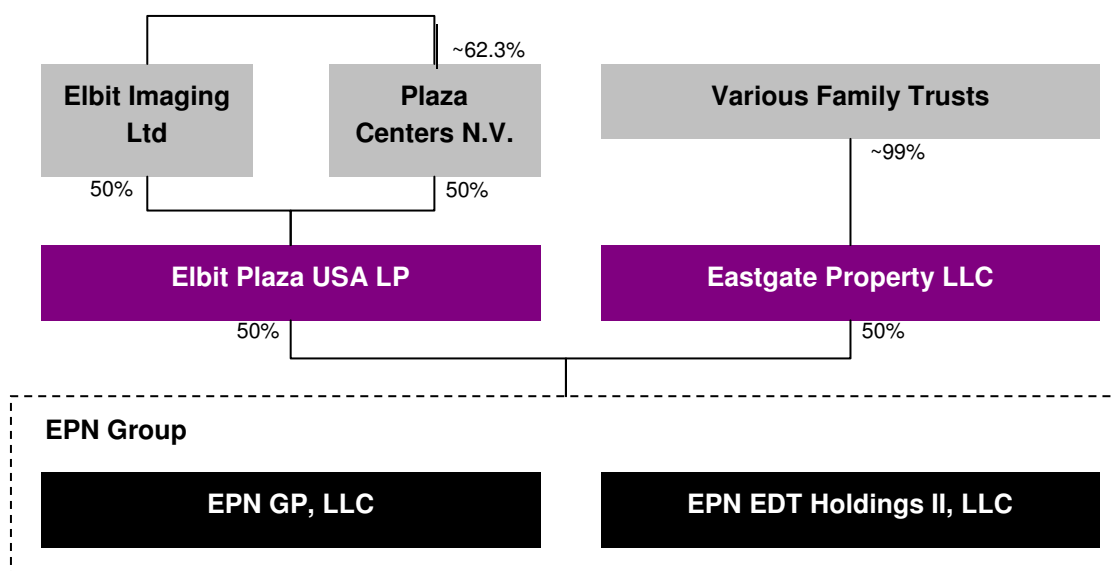 ~62.3%
Elbit Imaging
Ltd
Plaza
Centers N.V.
Various Family Trusts
50%
50%
~99%
Elbit Plaza USA LP
Eastgate Property LLC
50%
50%
EPN Group
EPN GP, LLC
EPN EDT Holdings II, LLC